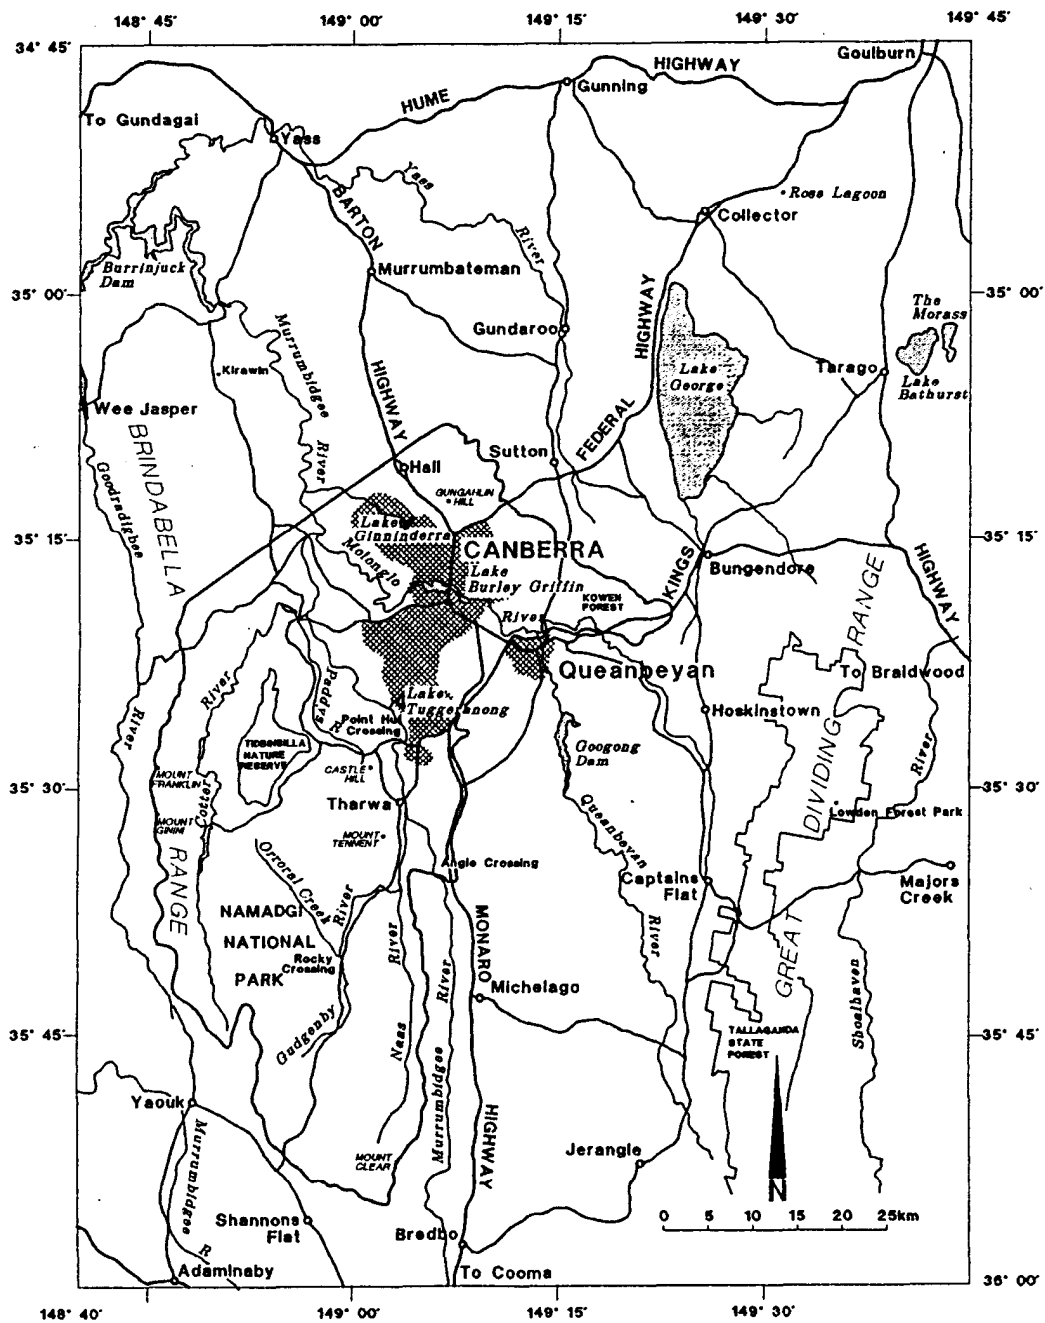 148° 45'
149° 00'
149° 15'
149° 30'
149° 45'
34° 45'
Goulburn
HIGHWAY
Gunning
HUME
To Gundagai
Yass
Yass
River
BARTON
Ross Lagoon
Collector
Burrinjuck
Dam
Murrumbateman
35° 00'
35° 00'
HIGHWAY
The
Morass
Murrumbidgee
River
Gundaroo
Kirawin
HIGHWAY
Lake
George
Tarago
Lake
Bathurst
Wee Jasper
BRINDABELLA
Goodradigbee
River
FEDERAL
Sutton
Hall
GUNGAHLIN
HILL
Lake
Ginninderra
35° 15'
35° 15'
CANBERRA
Molonglo
Lake
Burley Griffin
River
KOWEN
FOREST
KINGS
Bungendore
HIGHWAY
RANGE
Queanbeyan
To Braidwood
River
Paddys
R
Lake
Tuggeranong
Point Hut
Crossing
Hoskinstown
TIDBINBILLA
NATURE
RESERVE
Googong
Dam
DIVIDING
River
CASTLE
HILL
MOUNT
FRANKLIN
35° 30'
35° 30'
Cotter
Tharwa
Lowden Forest Park
MOUNT
GININI
MOUNT
TENNENT
Queanbeyan
River
Angle Crossing
RANGE
Orroral Creek
Captains
Flat
Majors
Creek
NAMADGI
NATIONAL
PARK
River
River
MONARO
GREAT
Rocky
Crossing
River
Michelago
Gudgenby
Naas
Shoalhaven
35° 45'
35° 45'
TALLAGANDA
STATE
FOREST
Murrumbidgee
Yaouk
HIGHWAY
Murrumbidgee
R
MOUNT
CLEAR
Jerangle
N
Shannons
Flat
Bredbo
0 5 10 15 20 25km
Adaminaby
To Cooma
36° 00'
148° 40'
149° 00'
149° 15'
149° 30'